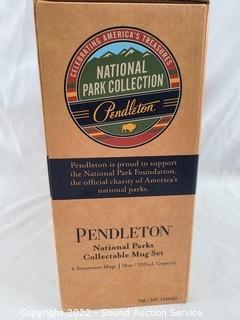 CELEBRATING AMERICA'S TREASURES
NATIONAL
PARK COLLECTION
Pendleton
Pendleton is proud to support
the National Park Foundation,
the official charity of America's
national parks.
PENDLETON
National Parks
Collectable Mug Set
4 Stoneware Mugs | 18oz / 532mL Capacity
Copyright 2022 - Sound Auction Service